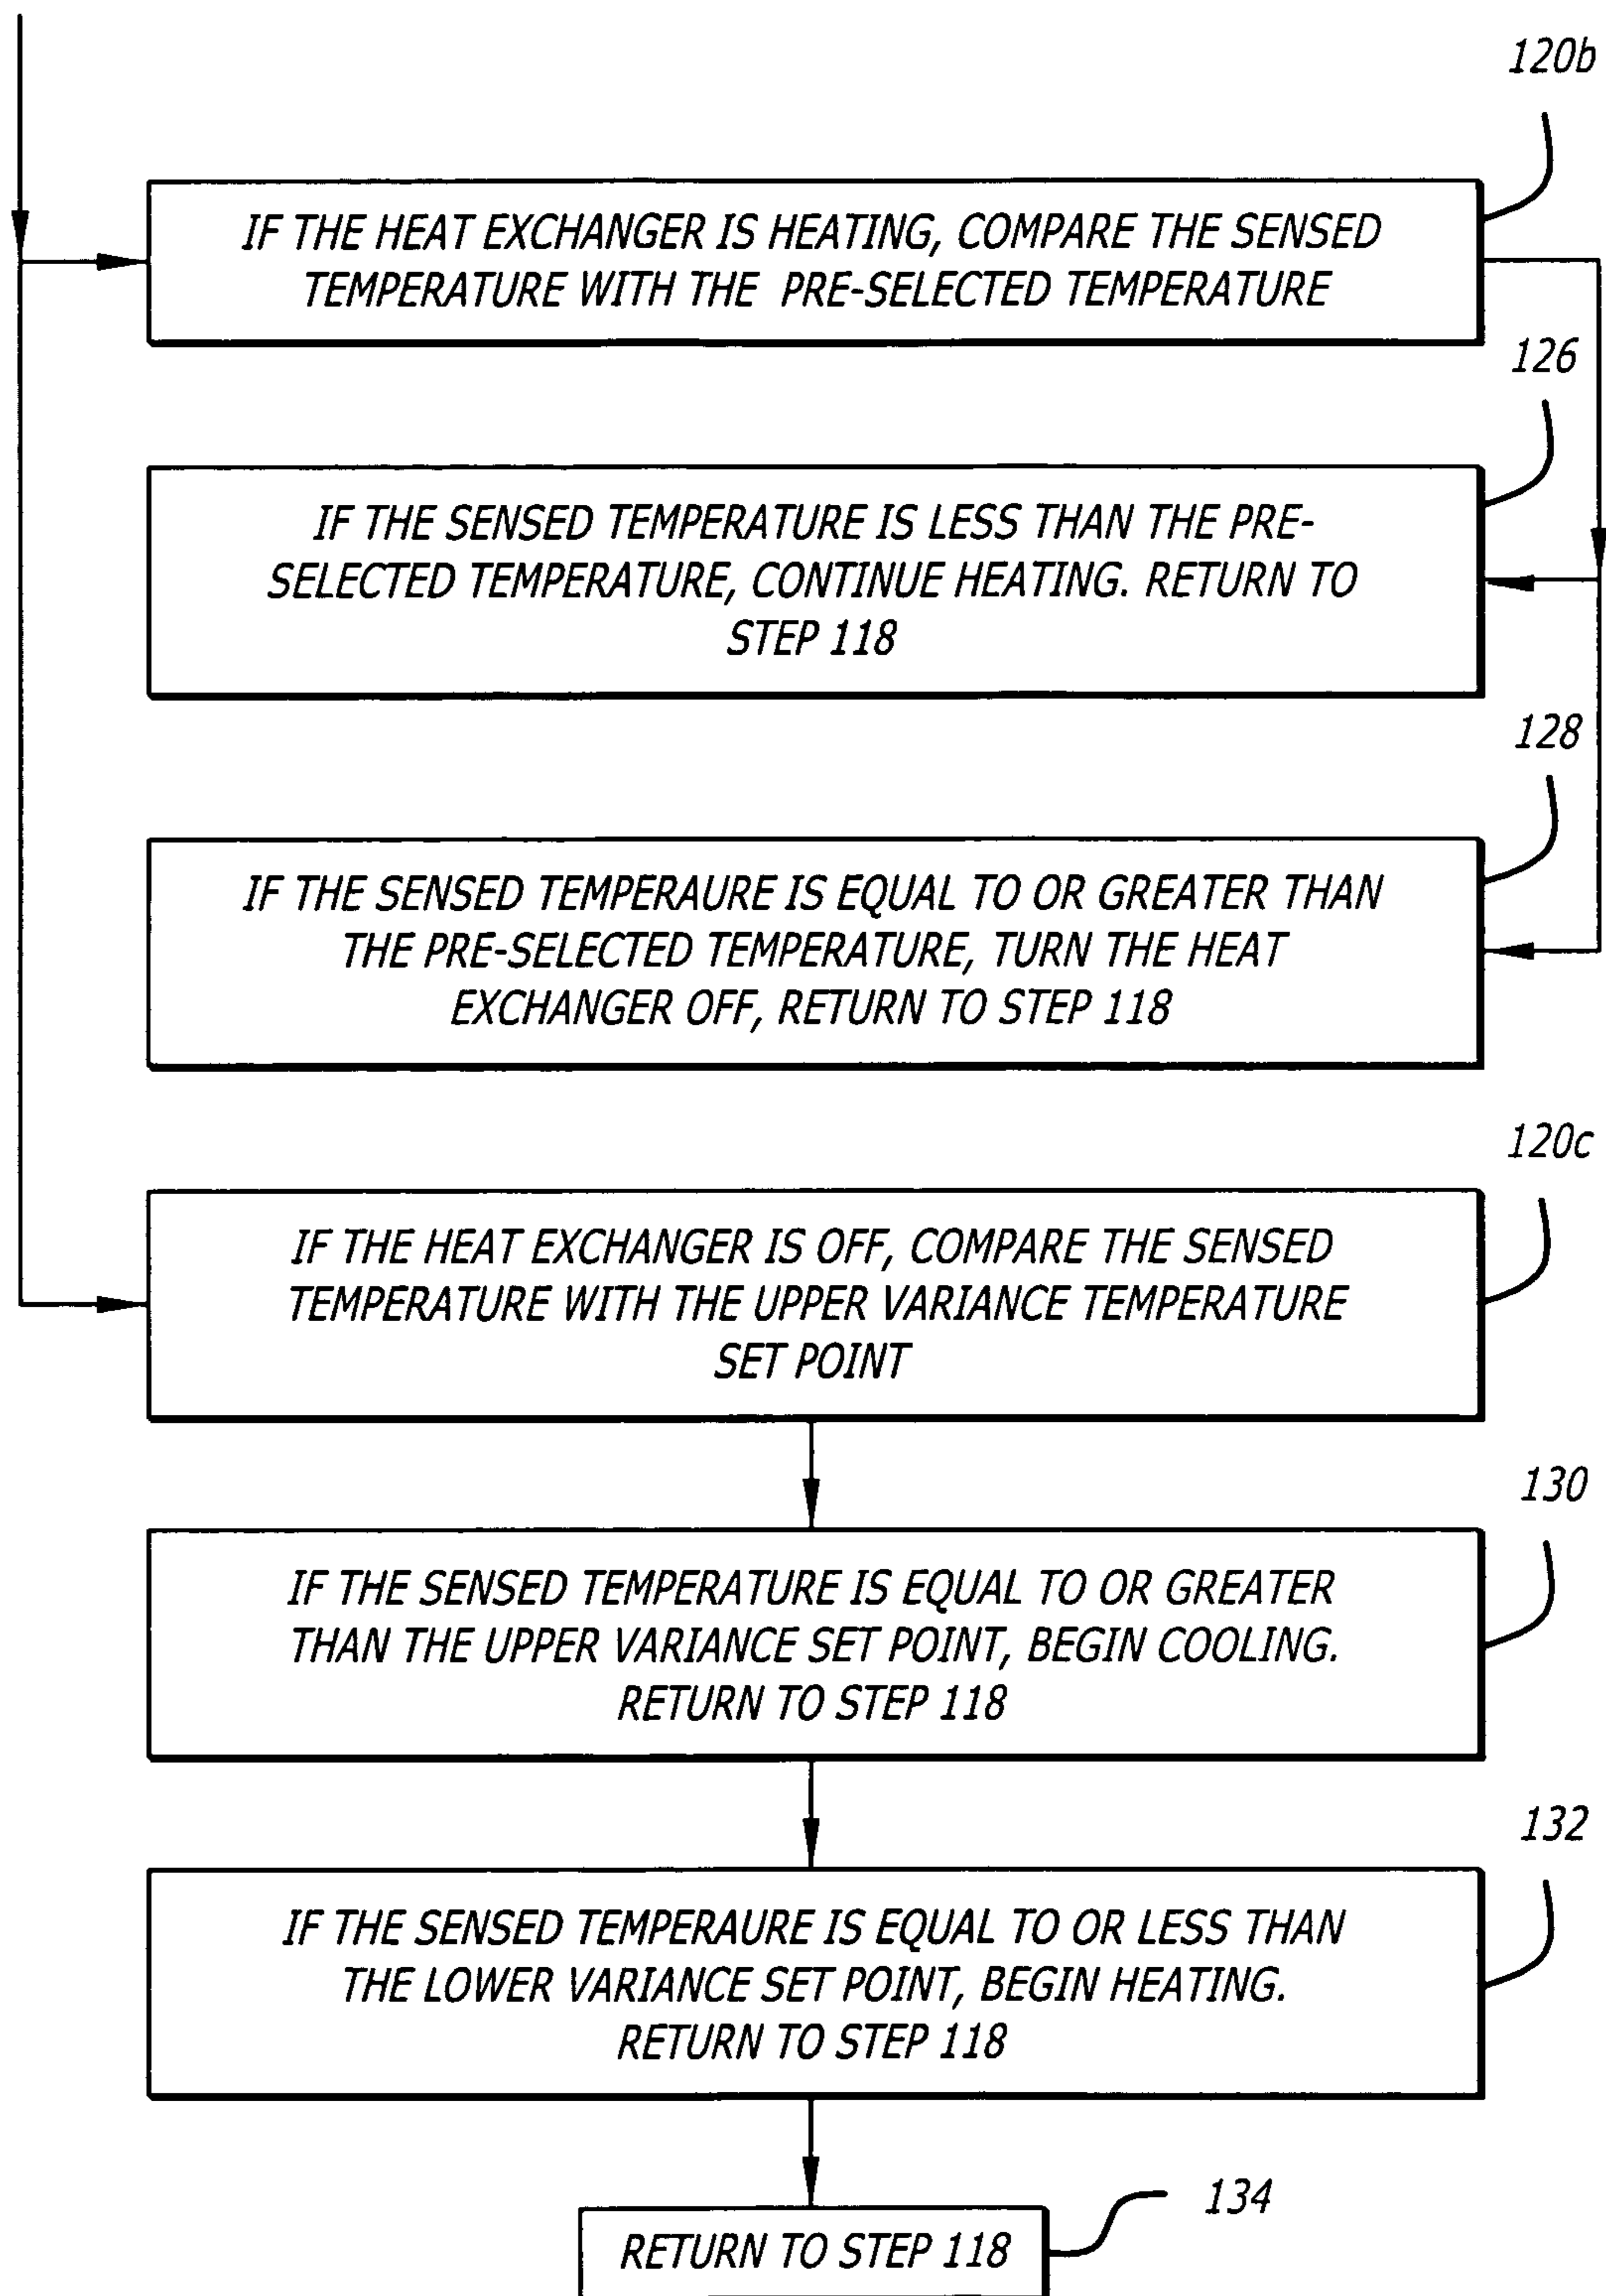 120b
IF THE HEAT EXCHANGER IS HEATING, COMPARE THE SENSED
TEMPERATURE WITH THE PRE-SELECTED TEMPERATURE
126
IF THE SENSED TEMPERATURE IS LESS THAN THE PRE-
SELECTED TEMPERATURE, CONTINUE HEATING. RETURN TO
STEP 118
128
IF THE SENSED TEMPERAURE IS EQUAL TO OR GREATER THAN
THE PRE-SELECTED TEMPERATURE, TURN THE HEAT
EXCHANGER OFF, RETURN TO STEP 118
120c
IF THE HEAT EXCHANGER IS OFF, COMPARE THE SENSED
TEMPERATURE WITH THE UPPER VARIANCE TEMPERATURE
SET POINT
130
IF THE SENSED TEMPERATURE IS EQUAL TO OR GREATER
THAN THE UPPER VARIANCE SET POINT, BEGIN COOLING.
RETURN TO STEP 118
132
IF THE SENSED TEMPERAURE IS EQUAL TO OR LESS THAN
THE LOWER VARIANCE SET POINT, BEGIN HEATING.
RETURN TO STEP 118
134
RETURN TO STEP 118